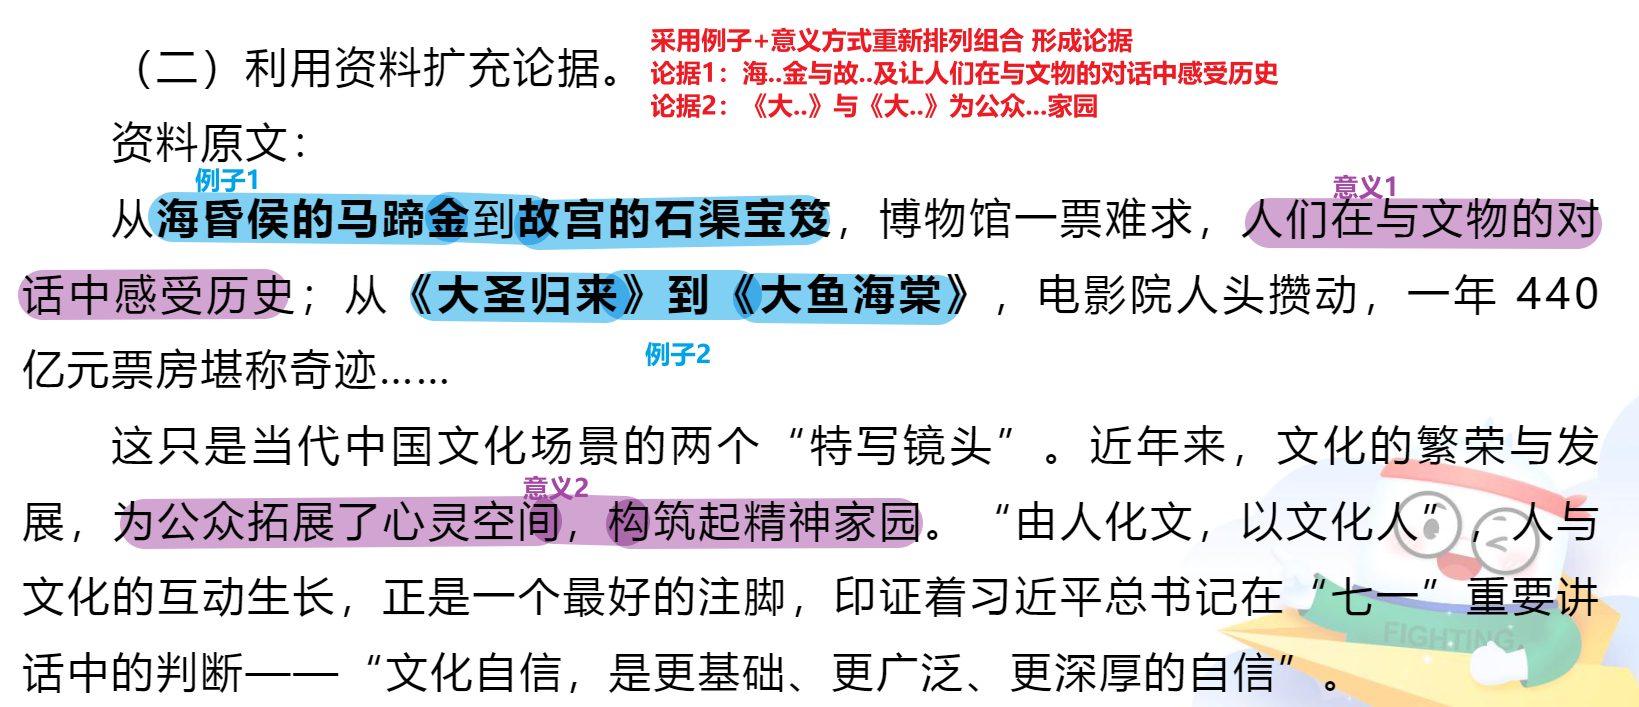 （二）利用资料扩充论据。
采用例子+意义方式重新排列组合 形成论据
论据1：海..金与故..及让人们在与文物的对话中感受历史
论据2：《大..》与《大..》为公众...家园
资料原文：
例子1
意义1
从海昏侯的马蹄金到故宫的石渠宝笈，博物馆一票难求，人们在与文物的对
话中感受历史；从《大圣归来》到《大鱼海棠》，电影院人头攒动，一年 440
例子2
亿元票房堪称奇迹……
这只是当代中国文化场景的两个“特写镜头”。近年来，文化的繁荣与发
意义2
展，为公众拓展了心灵空间，构筑起精神家园。“由人化文，以文化人”，人与
文化的互动生长，正是一个最好的注脚，印证着习近平总书记在“七一”重要讲
FIGHTING
话中的判断——“文化自信，是更基础、更广泛、更深厚的自信”。